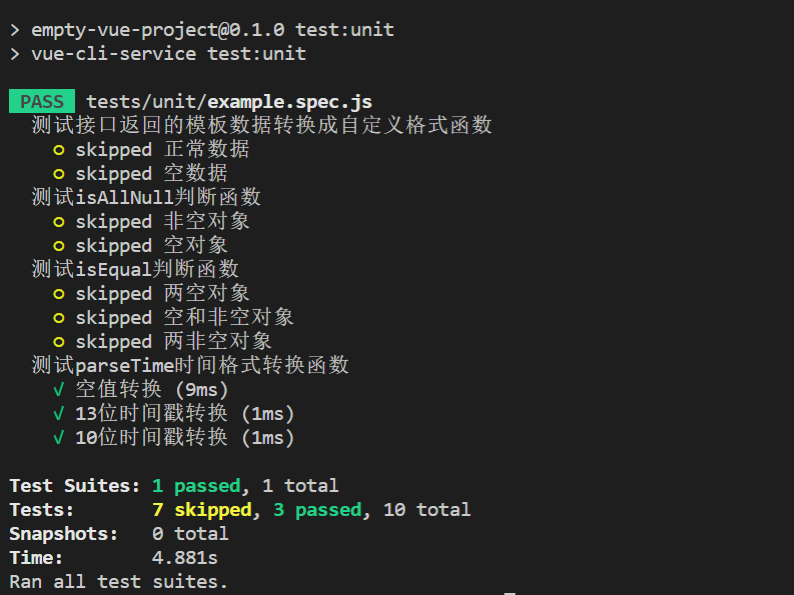 > empty-vue-project@0.1.0 test:unit
> vue-cli-service test:unit
PASS tests/unit/example.spec.js
测试接口返回的模板数据转换成自定义格式函数
○ skipped 正常数据
○ skipped 空数据
测试isAllNull判断函数
○ skipped 非空对象
○ skipped 空对象
测试isEqual判断函数
○ skipped 两空对象
○ skipped 空和非空对象
○ skipped 两非空对象
测试parseTime时间格式转换函数
√ 空值转换 (9ms)
√ 13位时间戳转换 (1ms)
√ 10位时间戳转换 (1ms)
Test Suites: 1 passed, 1 total
Tests: 7 skipped, 3 passed, 10 total
Snapshots: 0 total
Time: 4.881s
Ran all test suites.